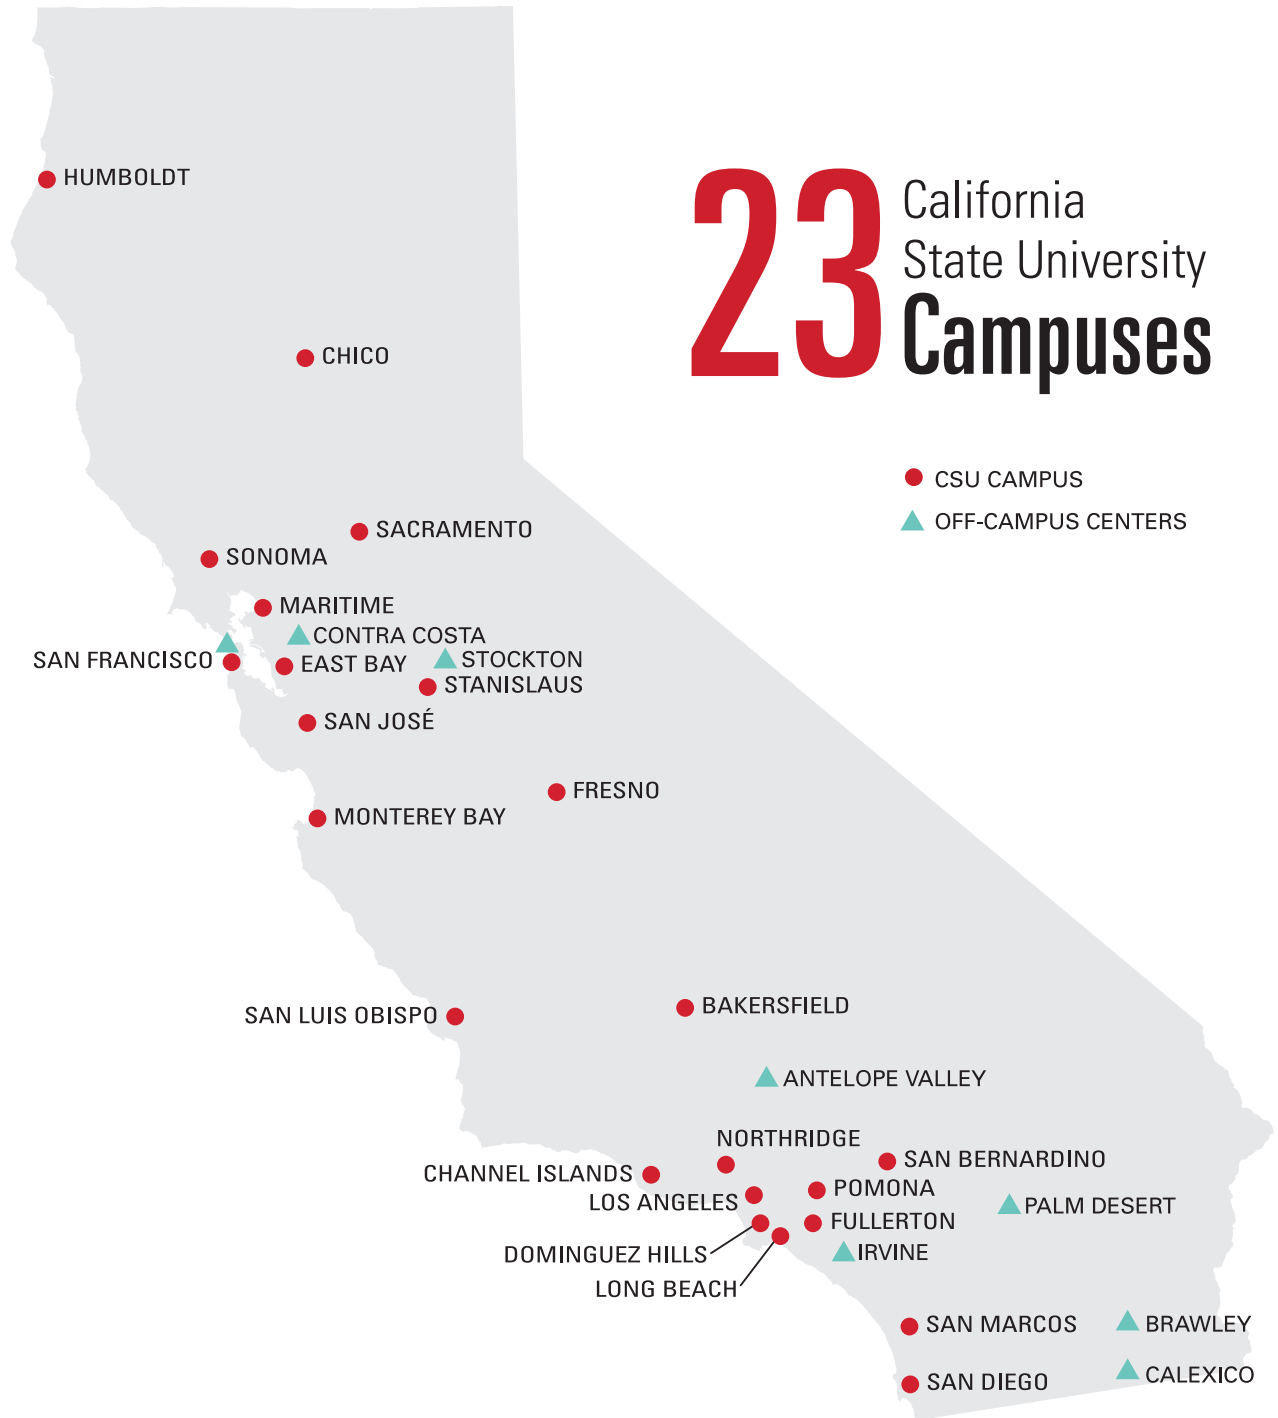 23
California
State University
Campuses
CSU CAMPUS
OFF-CAMPUS CENTERS
HUMBOLDT
CHICO
SACRAMENTO
SONOMA
MARITIME
CONTRA COSTA
SAN FRANCISCO
EAST BAY
STOCKTON
STANISLAUS
SAN JOSÉ
FRESNO
MONTEREY BAY
SAN LUIS OBISPO
BAKERSFIELD
ANTELOPE VALLEY
NORTHRIDGE
SAN BERNARDINO
CHANNEL ISLANDS
POMONA
LOS ANGELES
PALM DESERT
FULLERTON
DOMINGUEZ HILLS
IRVINE
LONG BEACH
SAN MARCOS
BRAWLEY
SAN DIEGO
CALEXICO